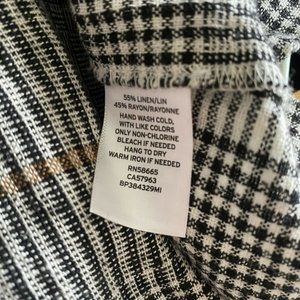 55% LINEN/LIN
45% RAYON/RAYONNE
HAND WASH COLD,
WITH LIKE COLORS
ONLY NON-CHLORINE
BLEACH IF NEEDED
HANG TO DRY
WARM IRON IF NEEDED
RN58665
CA57963
BP384329MI